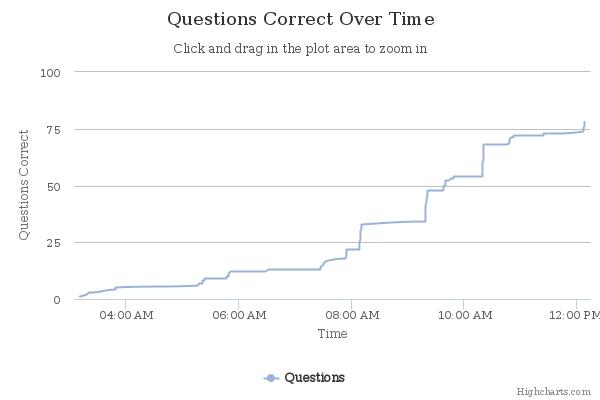 Questions Correct Over Time
Click and drag in the plot area to zoom in
100
75
50
25
0
Questions Correct
04:00 AM
06:00 AM
08:00 AM
10:00 AM
12:00 PM
Time
Questions
Highcharts.com